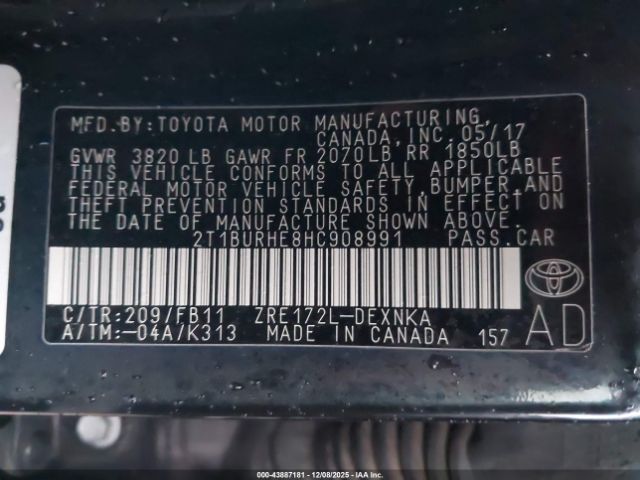 MFD. BY: TOYOTA MOTOR MANUFACTURING,
CANADA, INC. 05/17
GVWR 3820 LB GAWR FR 2070LB RR 1850LB
THIS VEHICLE CONFORMS TO ALL APPLICABLE
FEDERAL MOTOR VEHICLE SAFETY, BUMPER, AND
THEFT PREVENTION STANDARDS IN EFFECT ON
THE DATE OF MANUFACTURE SHOWN ABOVE.
2T1BURHE8HC908991 PASS. CAR
C/TR: 209/FB11 ZRE172L-DEXNKA
A/TM: -04A/K313 MADE IN CANADA 157 AD
000-43887181 - 12/08/2025 - IAA Inc.